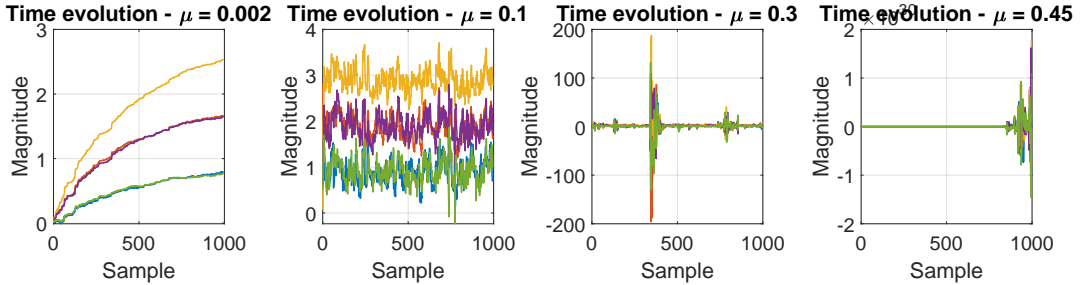 Time evolution - μ = 0.002
3
2
1
0
Magnitude
0
500
1000
Sample
Time evolution - μ = 0.1
4
3
2
1
0
Magnitude
0
500
1000
Sample
Time evolution - μ = 0.3
200
100
0
-100
-200
Magnitude
0
500
1000
Sample
Time evolution - μ = 0.45
2
1
0
-1
-2
Magnitude
0
500
1000
Sample